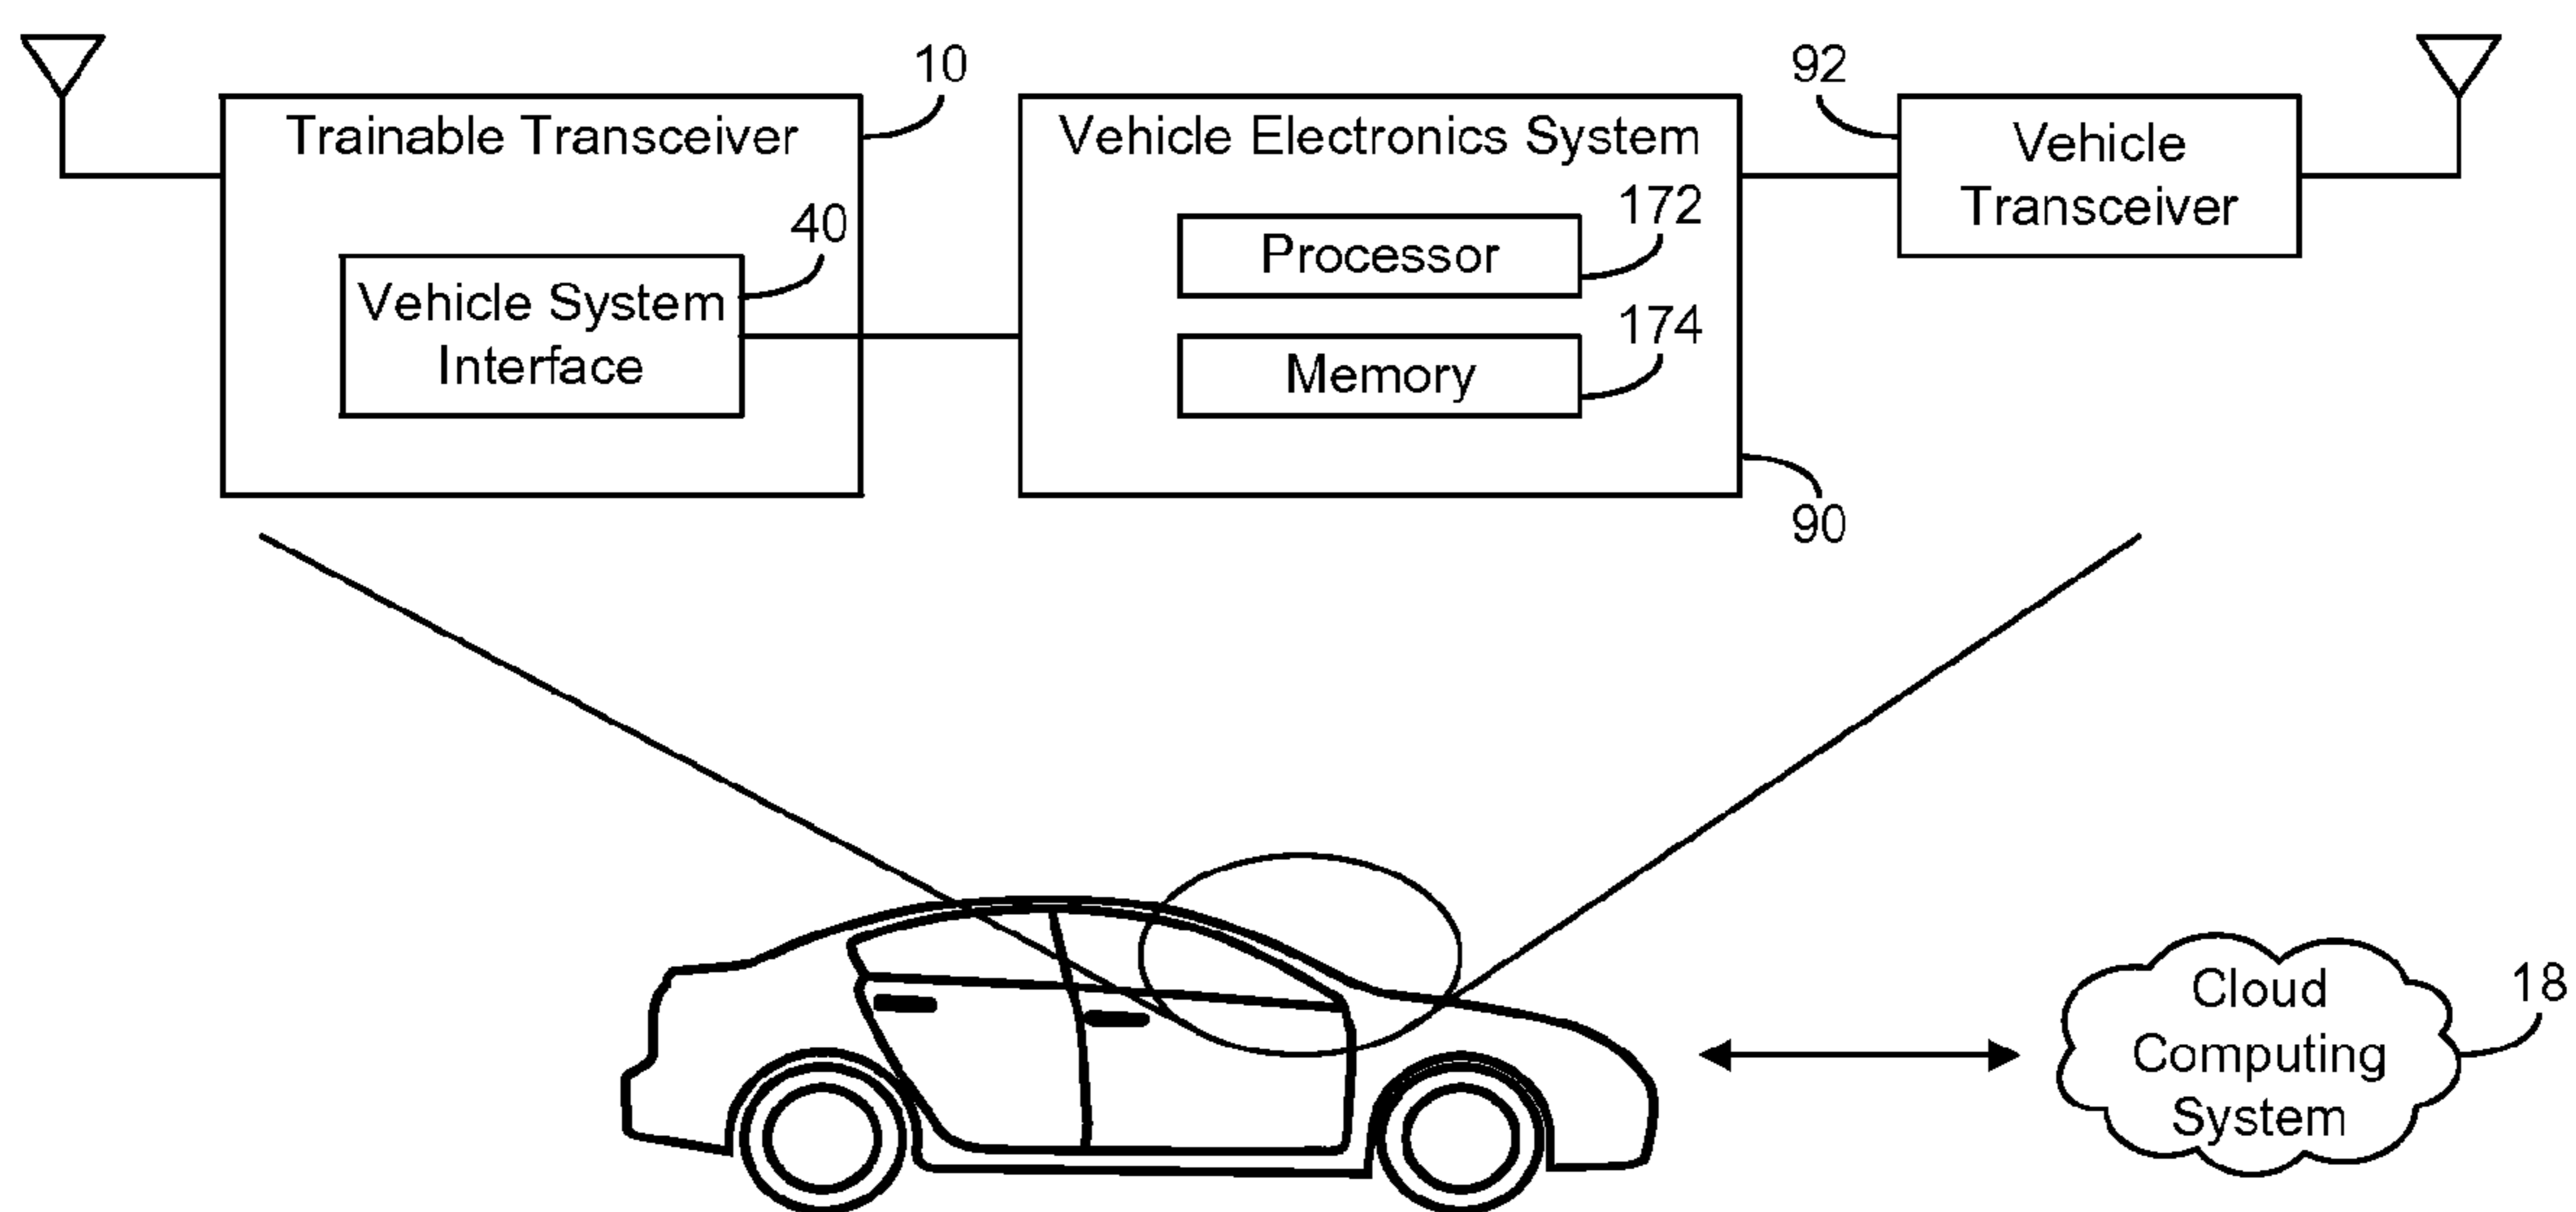 10
92
Trainable Transceiver
Vehicle Electronics System
Vehicle
Transceiver
40
172
Vehicle System
Interface
Processor
174
Memory
90
Cloud
Computing
System
18